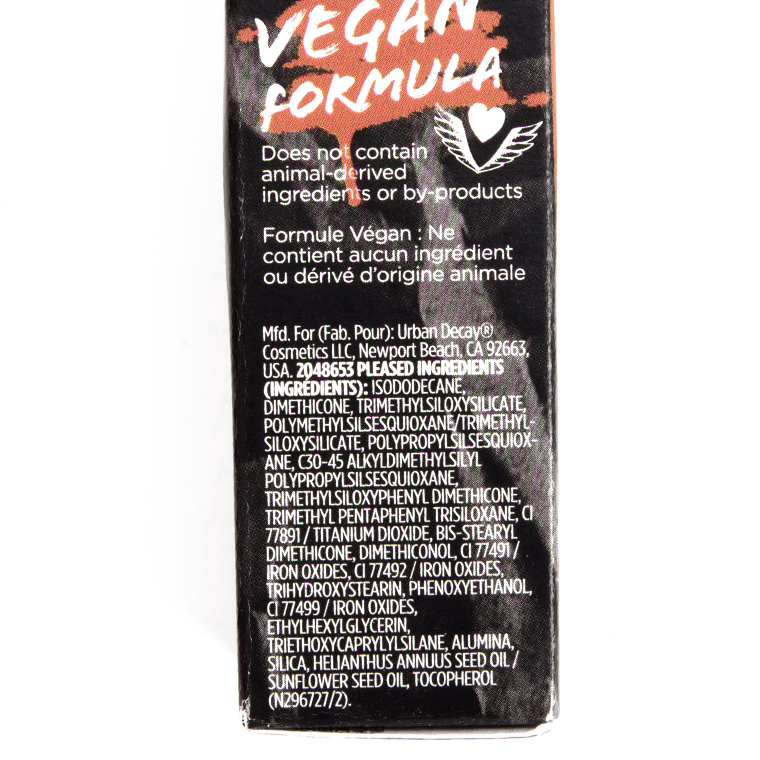 VEGAN
FORMULA
Does not contain
animal-derived
ingredients or by-products
Formule Végan : Ne
contient aucun ingrédient
ou dérivé d'origine animale
Mfd. For (Fab. Pour): Urban Decay®
Cosmetics LLC, Newport Beach, CA 92663,
USA. 2048653 PLEASED INGREDIENTS
(INGRÉDIENTS): ISODODECANE,
DIMETHICONE, TRIMETHYLSILOXYSILICATE,
POLYMETHYLSILSESQUIOXANE/TRIMETHYL-
SILOXYSILICATE, POLYPROPYLSILSESQUIOX-
ANE, C30-45 ALKYLDIMETHYLSILYL
POLYPROPYLSILSESQUIOXANE,
TRIMETHYLSILOXYPHENYL DIMETHICONE,
TRIMETHYL PENTAPHENYL TRISILOXANE, CI
77891 / TITANIUM DIOXIDE, BIS-STEARYL
DIMETHICONE, DIMETHICONOL, CI 77491 /
IRON OXIDES, CI 77492 / IRON OXIDES,
TRIHYDROXYSTEARIN, PHENOXYETHANOL,
CI 77499 / IRON OXIDES,
ETHYLHEXYLGLYCERIN,
TRIETHOXYCAPRYLYLSILANE, ALUMINA,
SILICA, HELIANTHUS ANNUUS SEED OIL /
SUNFLOWER SEED OIL, TOCOPHEROL
(N296727/2).